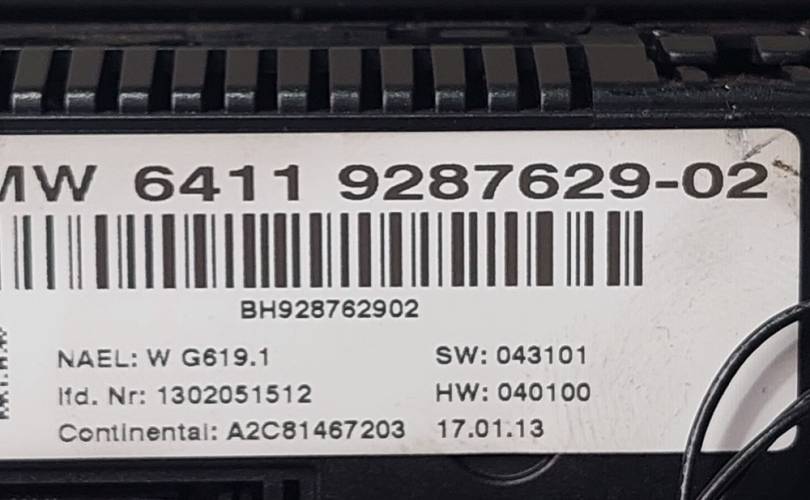 MW 6411 9287629-02
BH928762902
NAEL: W G619.1 SW: 043101
lfd. Nr: 1302051512 HW: 040100
Continental: A2C81467203 17.01.13